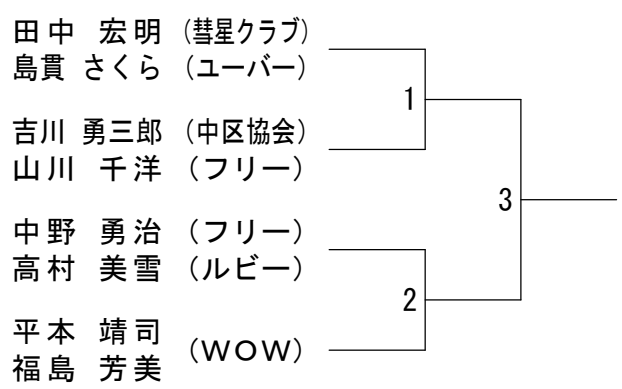 田中 宏明 (彗星クラブ)
島貫 さくら (ユーバー)
1
吉川 勇三郎 (中区協会)
山川 千洋 (フリー)
3
中野 勇治 (フリー)
高村 美雪 (ルビー)
2
平本 靖司
(WOW)
福島 芳美